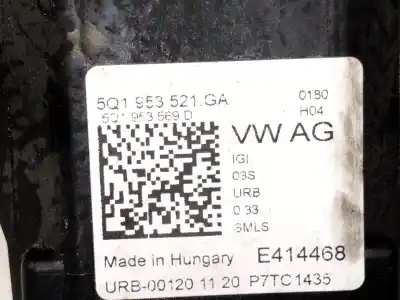 5Q1 953 521.GA
0180
5Q1 953 569 D
H04
VW AG
IGI
03S
URB
0.33
SMLS
Made in Hungary
E414468
URB-00120 11 20 P7TC1435